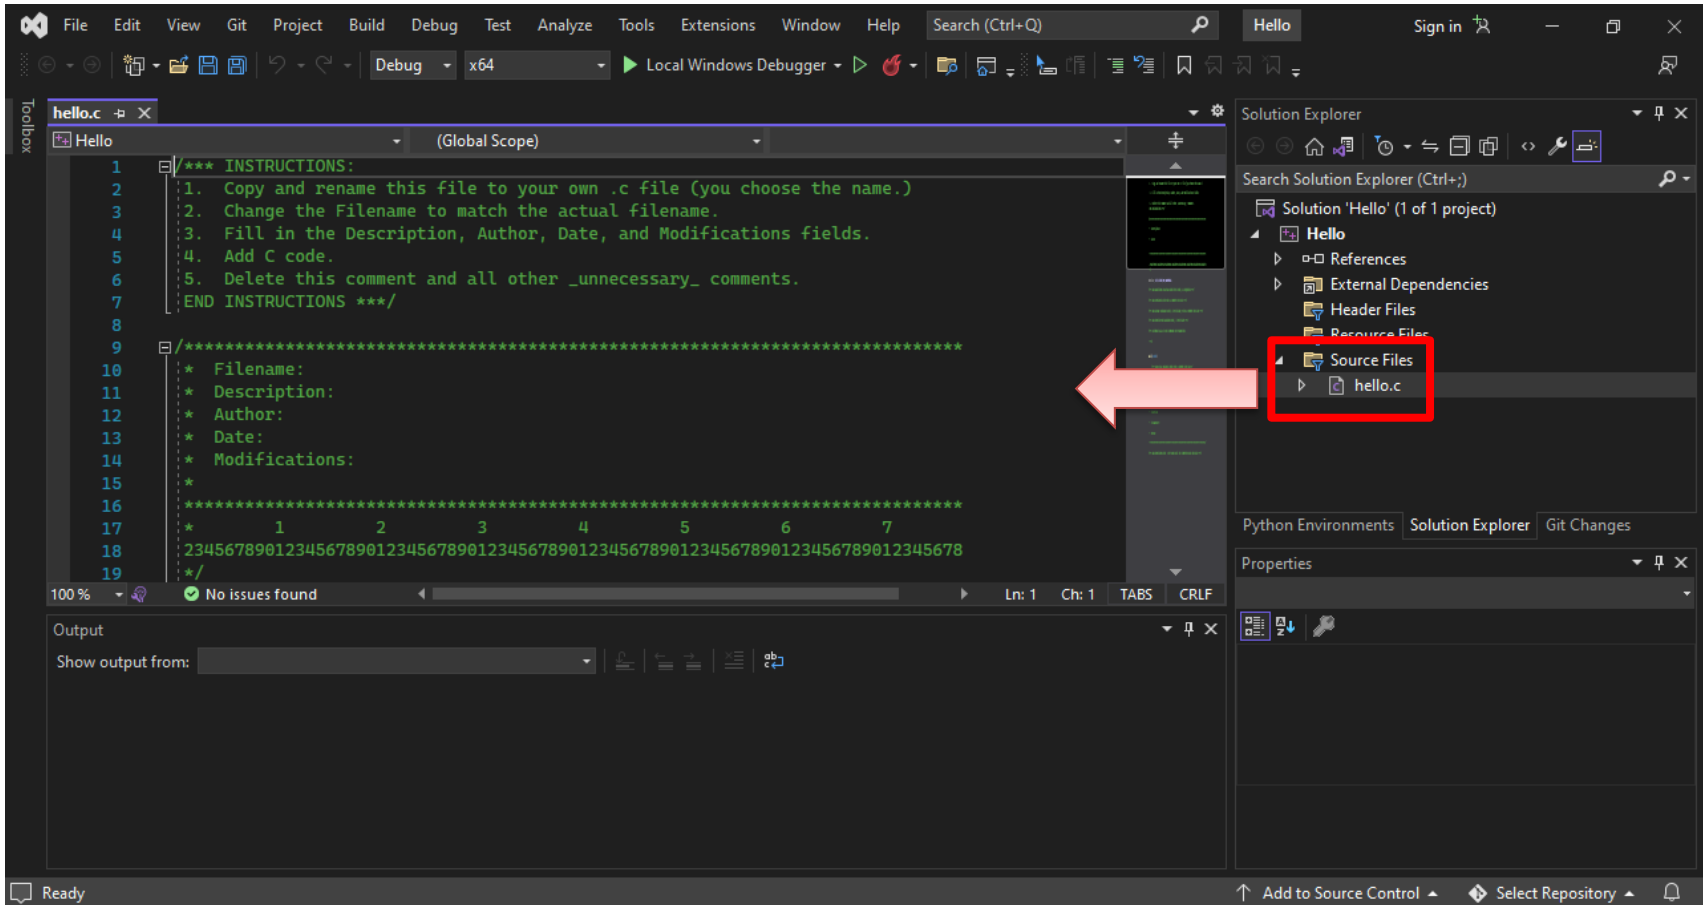 File Edit View Git Project Build Debug Test Analyze Tools Extensions Window Help Search (Ctrl+Q) Hello Sign in
Debug x64 Local Windows Debugger
Toolbox
hello.c
Hello (Global Scope)
1 /*** INSTRUCTIONS:
2 1. Copy and rename this file to your own .c file (you choose the name.)
3 2. Change the Filename to match the actual filename.
4 3. Fill in the Description, Author, Date, and Modifications fields.
5 4. Add C code.
6 5. Delete this comment and all other _unnecessary_ comments.
7 END INSTRUCTIONS ***/
8
9 /*****************************************************************************
10 * Filename:
11 * Description:
12 * Author:
13 * Date:
14 * Modifications:
15 *
16 *****************************************************************************
17 * 1 2 3 4 5 6 7
18 23456789012345678901234567890123456789012345678901234567890123456789012345678
19 */
100 % No issues found Ln: 1 Ch: 1 TABS CRLF
Output
Show output from:
Solution Explorer
Search Solution Explorer (Ctrl+;)
Solution 'Hello' (1 of 1 project)
Hello
References
External Dependencies
Header Files
Resource Files
Source Files
hello.c
Python Environments Solution Explorer Git Changes
Properties
Ready Add to Source Control Select Repository